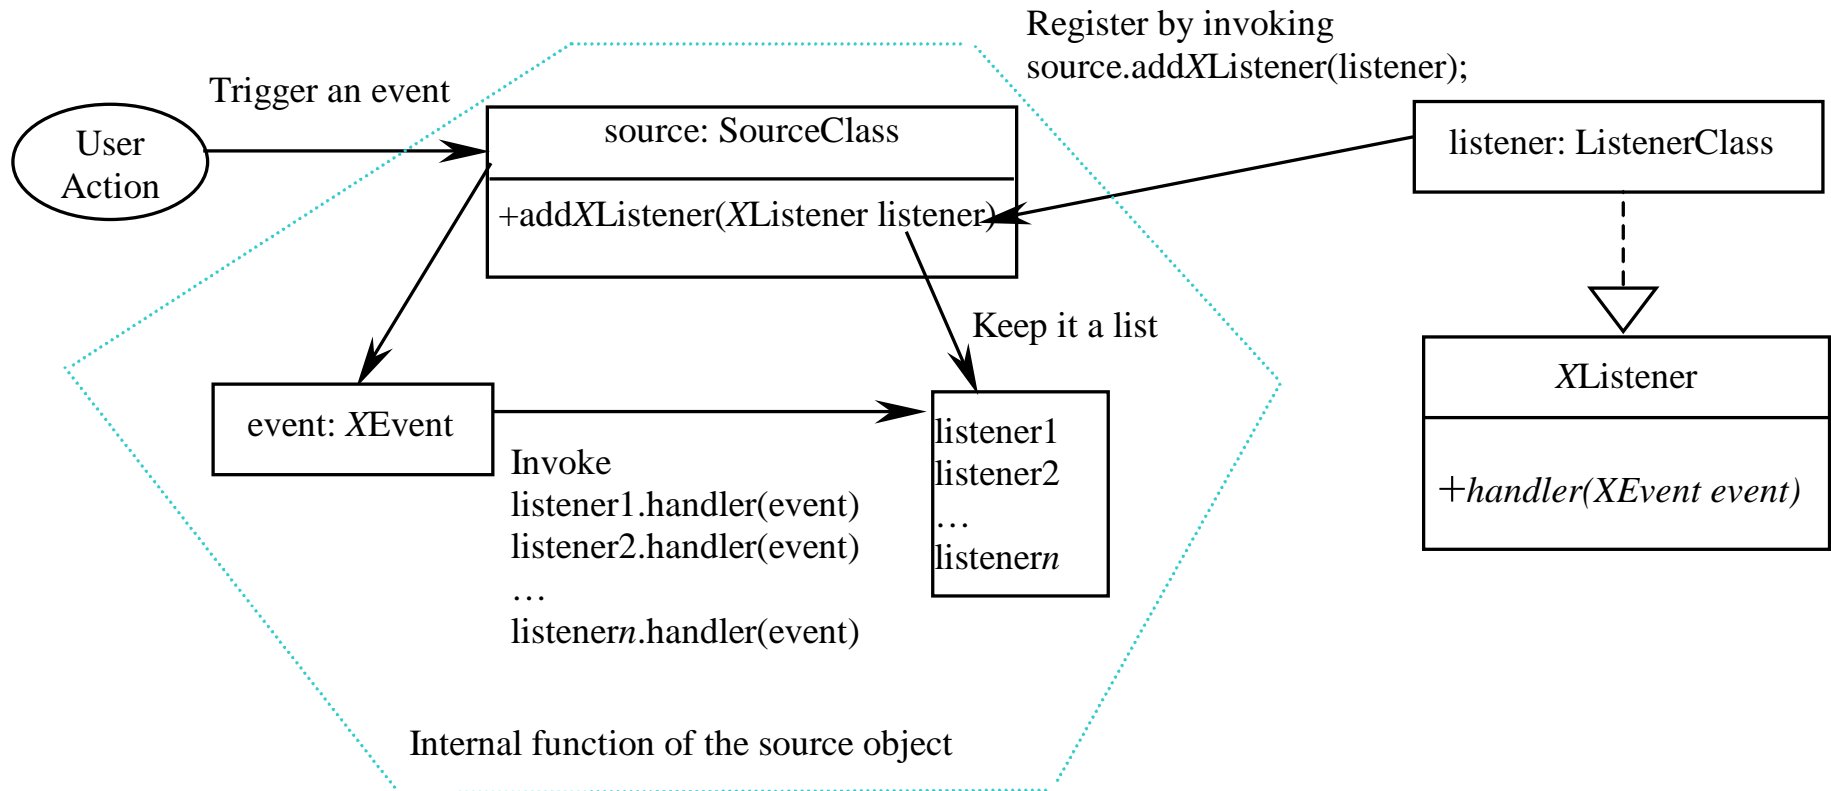 Register by invoking
source.addXListener(listener);
Trigger an event
User
Action
source: SourceClass
+addXListener(XListener listener)
listener: ListenerClass
Keep it a list
XListener
+handler(XEvent event)
event: XEvent
Invoke
listener1.handler(event)
listener2.handler(event)
…
listenern.handler(event)
listener1
listener2
…
listenern
Internal function of the source object